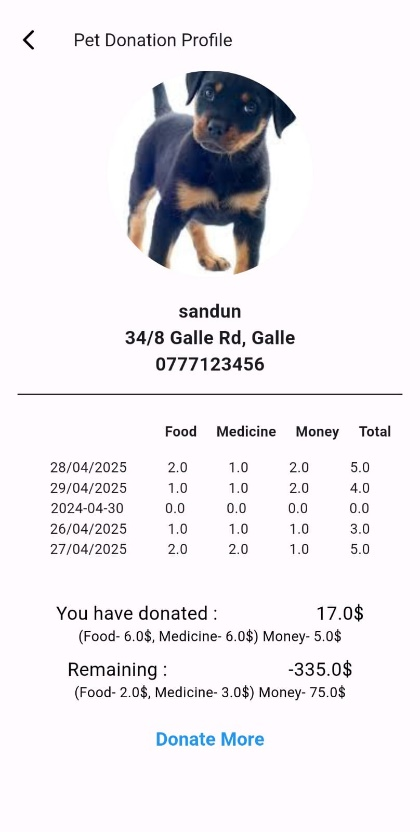 Pet Donation Profile
sandun
34/8 Galle Rd, Galle
0777123456
Food Medicine Money Total
28/04/2025 2.0 1.0 2.0 5.0
29/04/2025 1.0 1.0 2.0 4.0
2024-04-30 0.0 0.0 0.0 0.0
26/04/2025 1.0 1.0 1.0 3.0
27/04/2025 2.0 2.0 1.0 5.0
You have donated : 17.0$
(Food- 6.0$, Medicine- 6.0$) Money- 5.0$
Remaining : -335.0$
(Food- 2.0$, Medicine- 3.0$) Money- 75.0$
Donate More